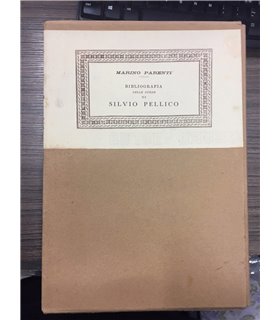 MARINO PARENTI
BIBLIOGRAFIA
DELLE OPERE
DI
SILVIO PELLICO